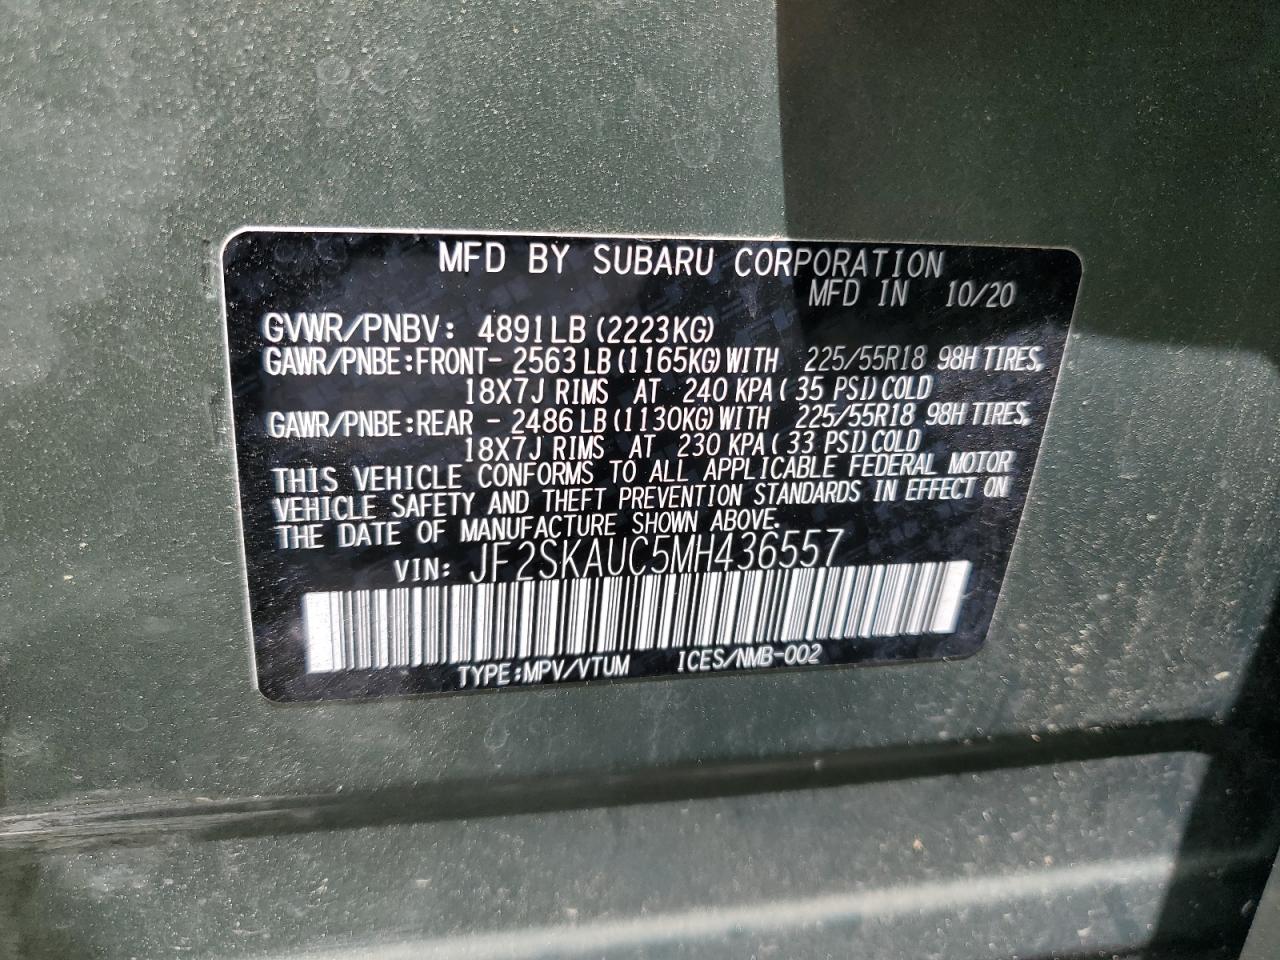 MFD BY SUBARU CORPORATION
MFD IN 10/20
GVWR/PNBV: 4891LB (2223KG)
GAWR/PNBE:FRONT- 2563 LB (1165KG) WITH 225/55R18 98H TIRES,
18X7J RIMS AT 240 KPA ( 35 PSI) COLD
GAWR/PNBE:REAR - 2486 LB (1130KG) WITH 225/55R18 98H TIRES,
18X7J RIMS AT 230 KPA ( 33 PSI) COLD
THIS VEHICLE CONFORMS TO ALL APPLICABLE FEDERAL MOTOR
VEHICLE SAFETY AND THEFT PREVENTION STANDARDS IN EFFECT ON
THE DATE OF MANUFACTURE SHOWN ABOVE.
VIN: JF2SKAUC5MH436557
TYPE:MPV/VTUM ICES/NMB-002